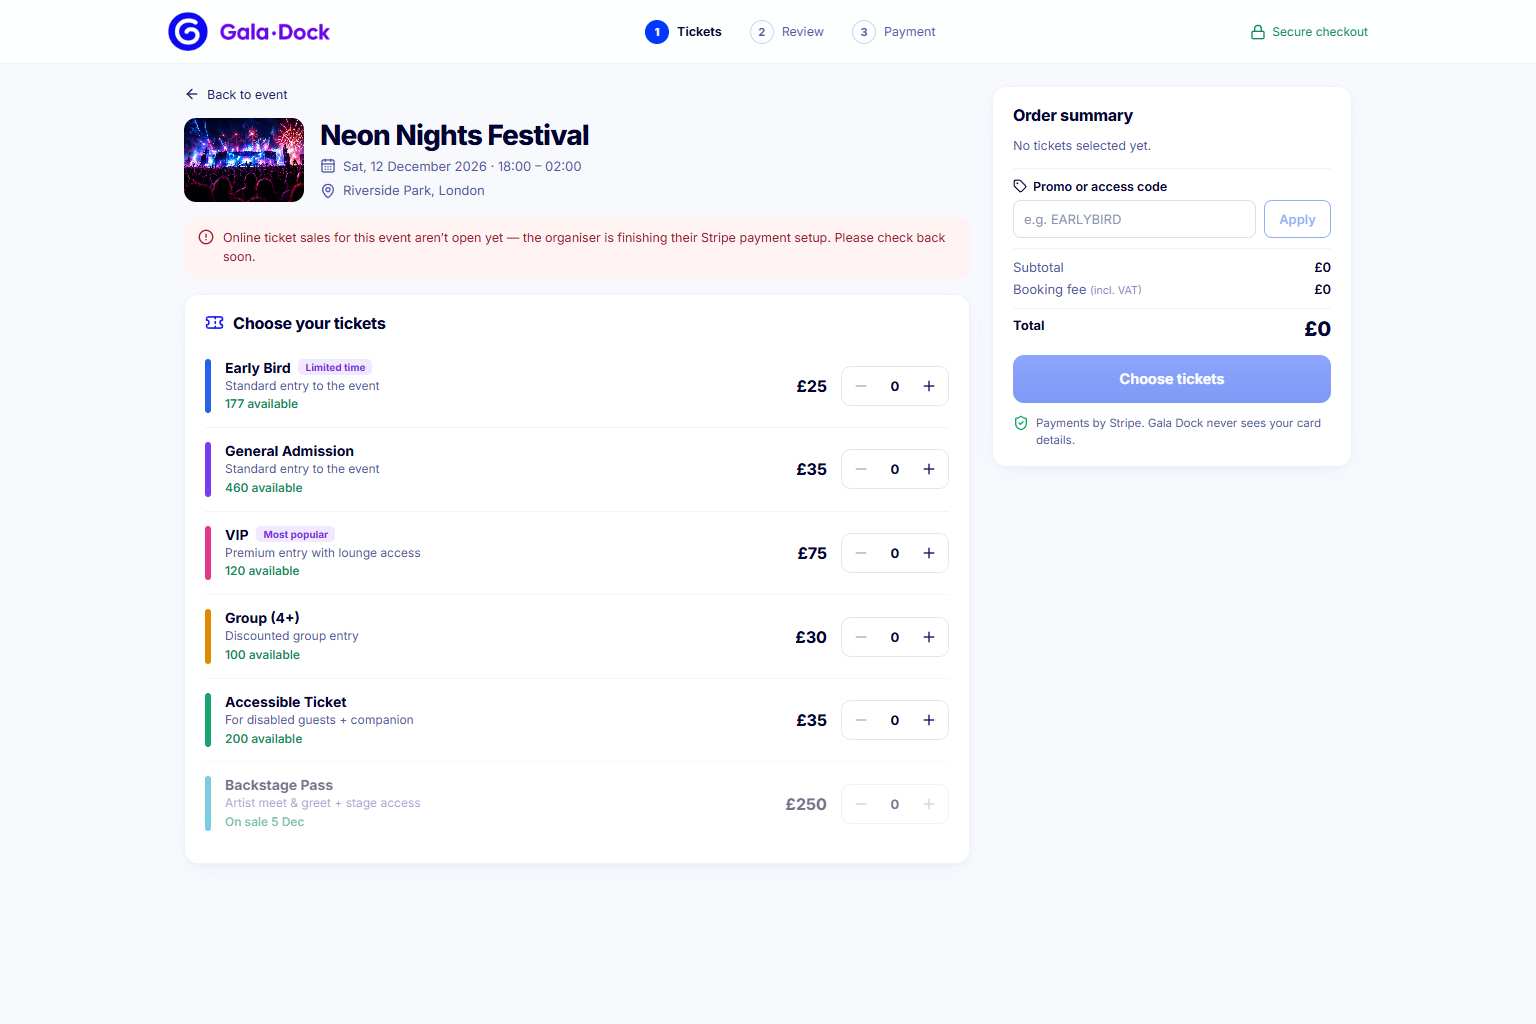 Gala·Dock
1 Tickets
2 Review
3 Payment
Secure checkout
Back to event
Neon Nights Festival
Sat, 12 December 2026 · 18:00 – 02:00
Riverside Park, London
Online ticket sales for this event aren't open yet — the organiser is finishing their Stripe payment setup. Please check back
soon.
Choose your tickets
Early Bird Limited time
Standard entry to the event
177 available
£25 − 0 +
General Admission
Standard entry to the event
460 available
£35 − 0 +
VIP Most popular
Premium entry with lounge access
120 available
£75 − 0 +
Group (4+)
Discounted group entry
100 available
£30 − 0 +
Accessible Ticket
For disabled guests + companion
200 available
£35 − 0 +
Backstage Pass
Artist meet & greet + stage access
On sale 5 Dec
£250 − 0 +
Order summary
No tickets selected yet.
Promo or access code
e.g. EARLYBIRD
Apply
Subtotal £0
Booking fee (incl. VAT) £0
Total £0
Choose tickets
Payments by Stripe. Gala Dock never sees your card
details.